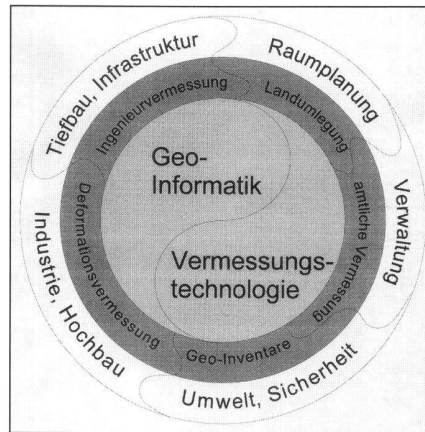 Tiefbau, Infrastruktur
Raumplanung
Verwaltung
Umwelt, Sicherheit
Industrie, Hochbau
Ingenieurvermessung
Landumlegung
amtliche Vermessung
Geo-Inventare
Deformationsvermessung
Geo-
Informatik
Vermessungs-
technologie